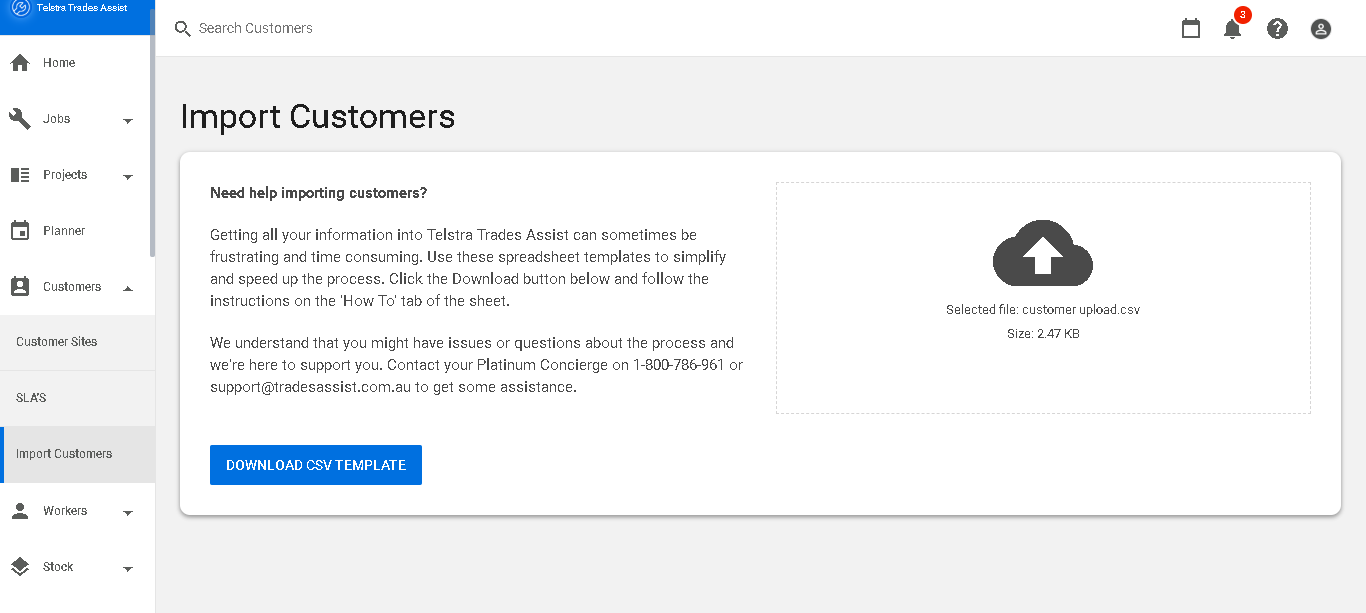 Telstra Trades Assist
Search Customers
3
Home
Jobs
Projects
Planner
Customers
Customer Sites
SLA'S
Import Customers
Workers
Stock
Import Customers
Need help importing customers?
Getting all your information into Telstra Trades Assist can sometimes be
frustrating and time consuming. Use these spreadsheet templates to simplify
and speed up the process. Click the Download button below and follow the
instructions on the 'How To' tab of the sheet.
We understand that you might have issues or questions about the process and
we're here to support you. Contact your Platinum Concierge on 1-800-786-961 or
support@tradesassist.com.au to get some assistance.
DOWNLOAD CSV TEMPLATE
Selected file: customer upload.csv
Size: 2.47 KB